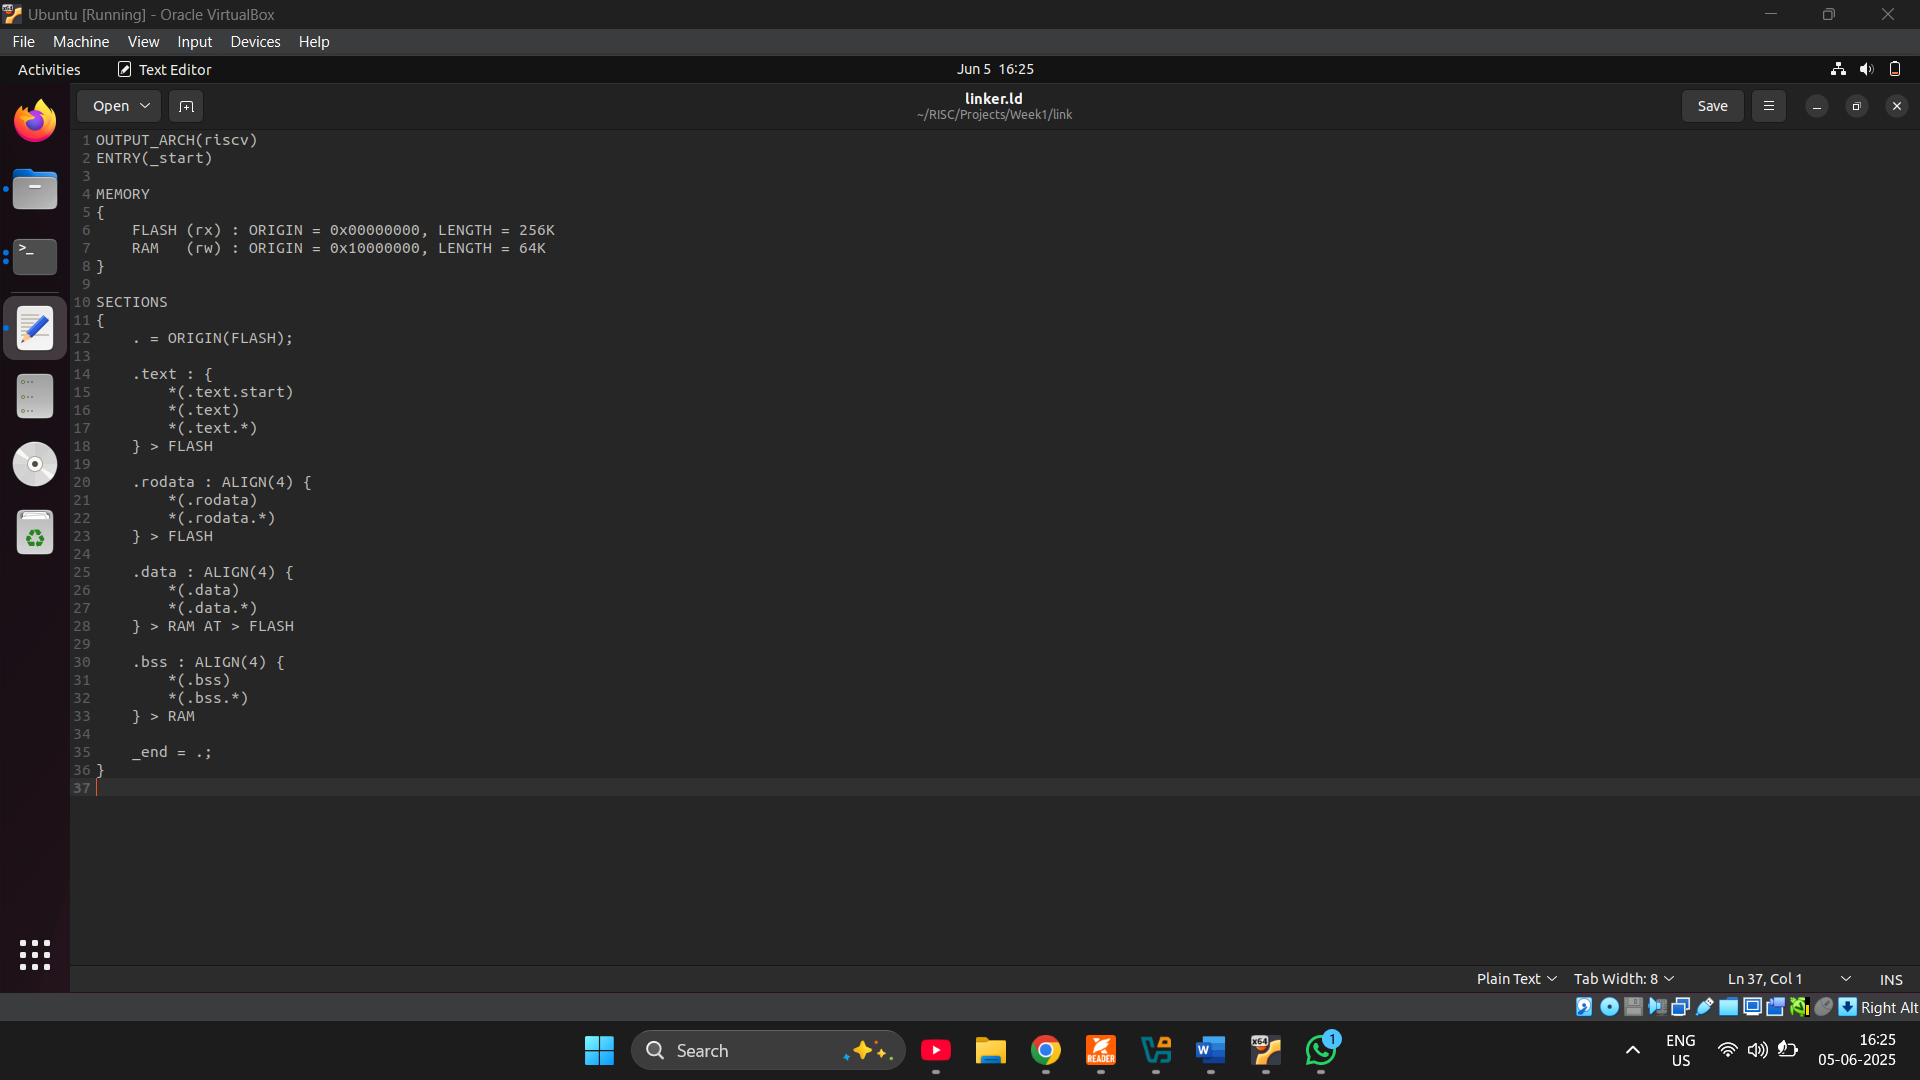 Ubuntu [Running] - Oracle VirtualBox
File Machine View Input Devices Help
Activities Text Editor Jun 5 16:25
Open linker.ld Save
~/RISC/Projects/Week1/link
1 OUTPUT_ARCH(riscv)
2 ENTRY(_start)
3
4 MEMORY
5 {
6     FLASH (rx) : ORIGIN = 0x00000000, LENGTH = 256K
7     RAM   (rw) : ORIGIN = 0x10000000, LENGTH = 64K
8 }
9
10 SECTIONS
11 {
12     . = ORIGIN(FLASH);
13
14     .text : {
15         *(.text.start)
16         *(.text)
17         *(.text.*)
18     } > FLASH
19
20     .rodata : ALIGN(4) {
21         *(.rodata)
22         *(.rodata.*)
23     } > FLASH
24
25     .data : ALIGN(4) {
26         *(.data)
27         *(.data.*)
28     } > RAM AT > FLASH
29
30     .bss : ALIGN(4) {
31         *(.bss)
32         *(.bss.*)
33     } > RAM
34
35     _end = .;
36 }
37
Plain Text Tab Width: 8 Ln 37, Col 1 INS
Right Alt
Search READER W x64 1 ENG 16:25
US 05-06-2025